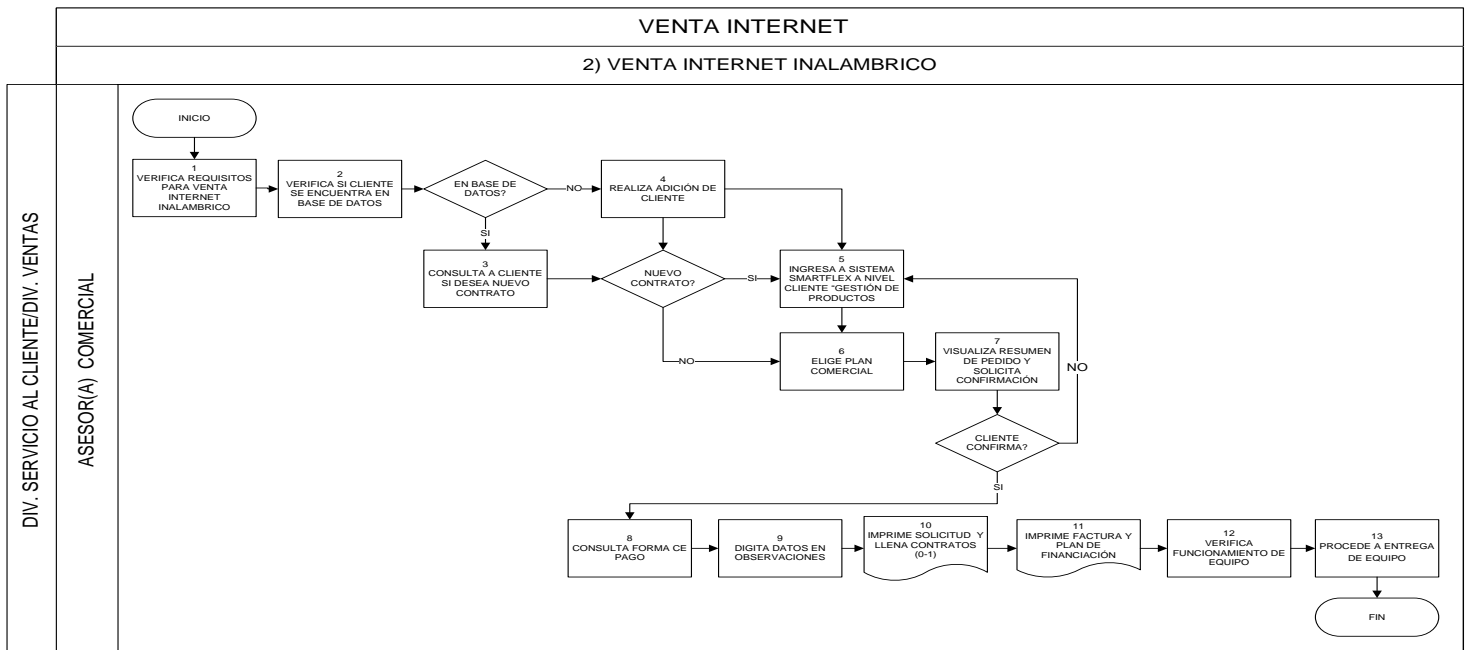 VENTA INTERNET
2) VENTA INTERNET INALAMBRICO
DIV. SERVICIO AL CLIENTE/DIV. VENTAS
ASESOR(A) COMERCIAL
INICIO
1
VERIFICA REQUISITOS
PARA VENTA
INTERNET
INALAMBRICO
2
VERIFICA SI CLIENTE
SE ENCUENTRA EN
BASE DE DATOS
EN BASE DE
DATOS?
NO
SI
4
REALIZA ADICIÓN DE
CLIENTE
3
CONSULTA A CLIENTE
SI DESEA NUEVO
CONTRATO
NUEVO
CONTRATO?
SI
NO
5
INGRESA A SISTEMA
SMARTFLEX A NIVEL
CLIENTE "GESTIÓN DE
PRODUCTOS
6
ELIGE PLAN
COMERCIAL
7
VISUALIZA RESUMEN
DE PEDIDO Y
SOLICITA
CONFIRMACIÓN
NO
CLIENTE
CONFIRMA?
SI
8
CONSULTA FORMA CE
PAGO
9
DIGITA DATOS EN
OBSERVACIONES
10
IMPRIME SOLICITUD Y
LLENA CONTRATOS
(0-1)
11
IMPRIME FACTURA Y
PLAN DE
FINANCIACIÓN
12
VERIFICA
FUNCIONAMIENTO DE
EQUIPO
13
PROCEDE A ENTREGA
DE EQUIPO
FIN